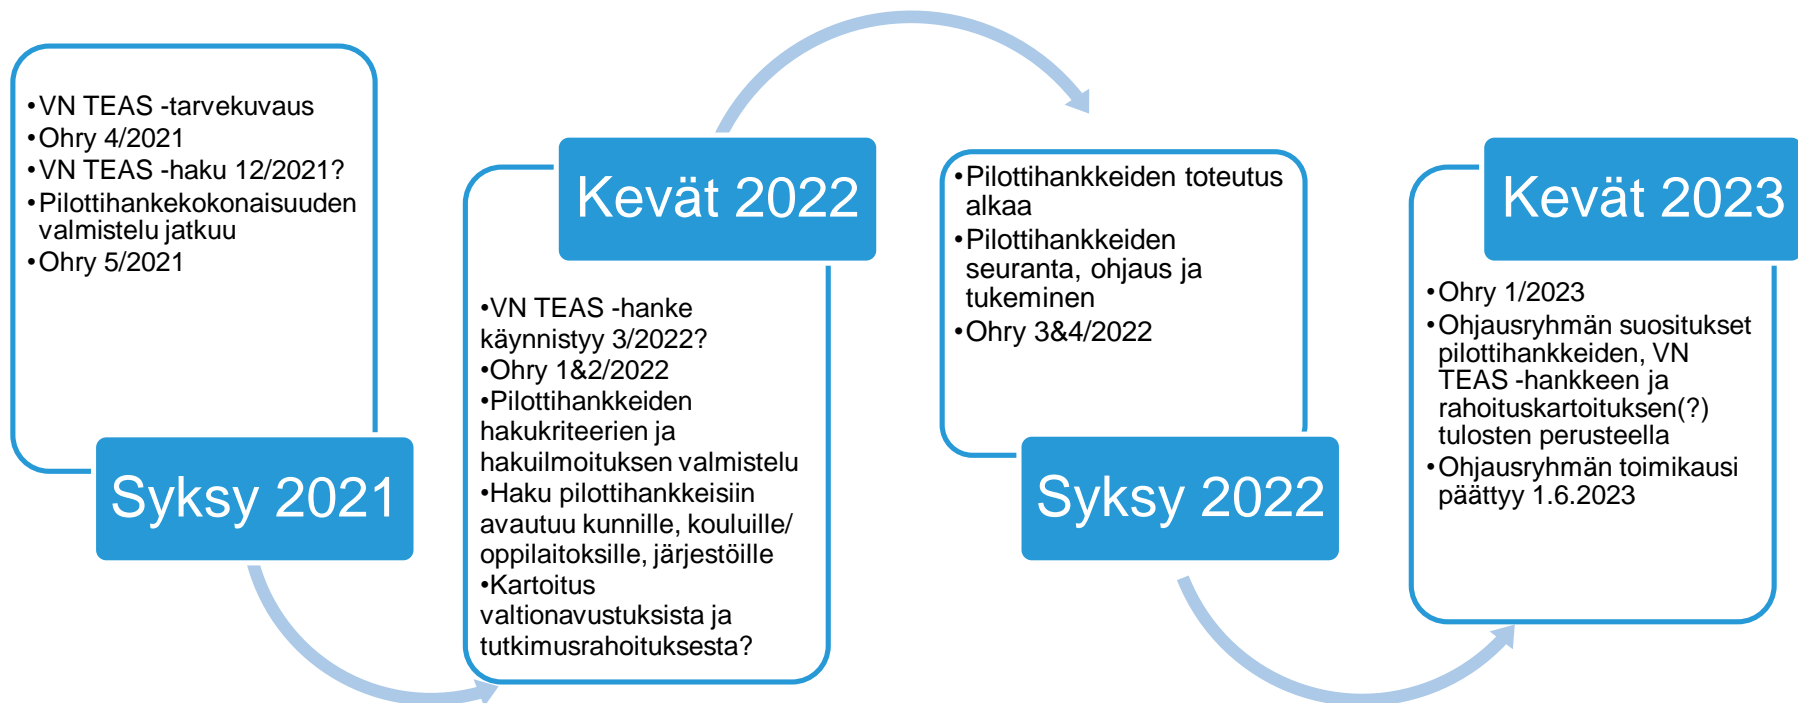 •VN TEAS -tarvekuvaus
•Ohry 4/2021
•VN TEAS -haku 12/2021?
•Pilottihankekokonaisuuden
valmistelu jatkuu
•Ohry 5/2021
Syksy 2021
Kevät 2022
•VN TEAS -hanke
käynnistyy 3/2022?
•Ohry 1&2/2022
•Pilottihankkeiden
hakukriteerien ja
hakuilmoituksen valmistelu
•Haku pilottihankkeisiin
avautuu kunnille, kouluille/
oppilaitoksille, järjestöille
•Kartoitus
valtionavustuksista ja
tutkimusrahoituksesta?
•Pilottihankkeiden toteutus
alkaa
•Pilottihankkeiden
seuranta, ohjaus ja
tukeminen
•Ohry 3&4/2022
Syksy 2022
Kevät 2023
•Ohry 1/2023
•Ohjausryhmän suositukset
pilottihankkeiden, VN
TEAS -hankkeen ja
rahoituskartoituksen(?)
tulosten perusteella
•Ohjausryhmän toimikausi
päättyy 1.6.2023